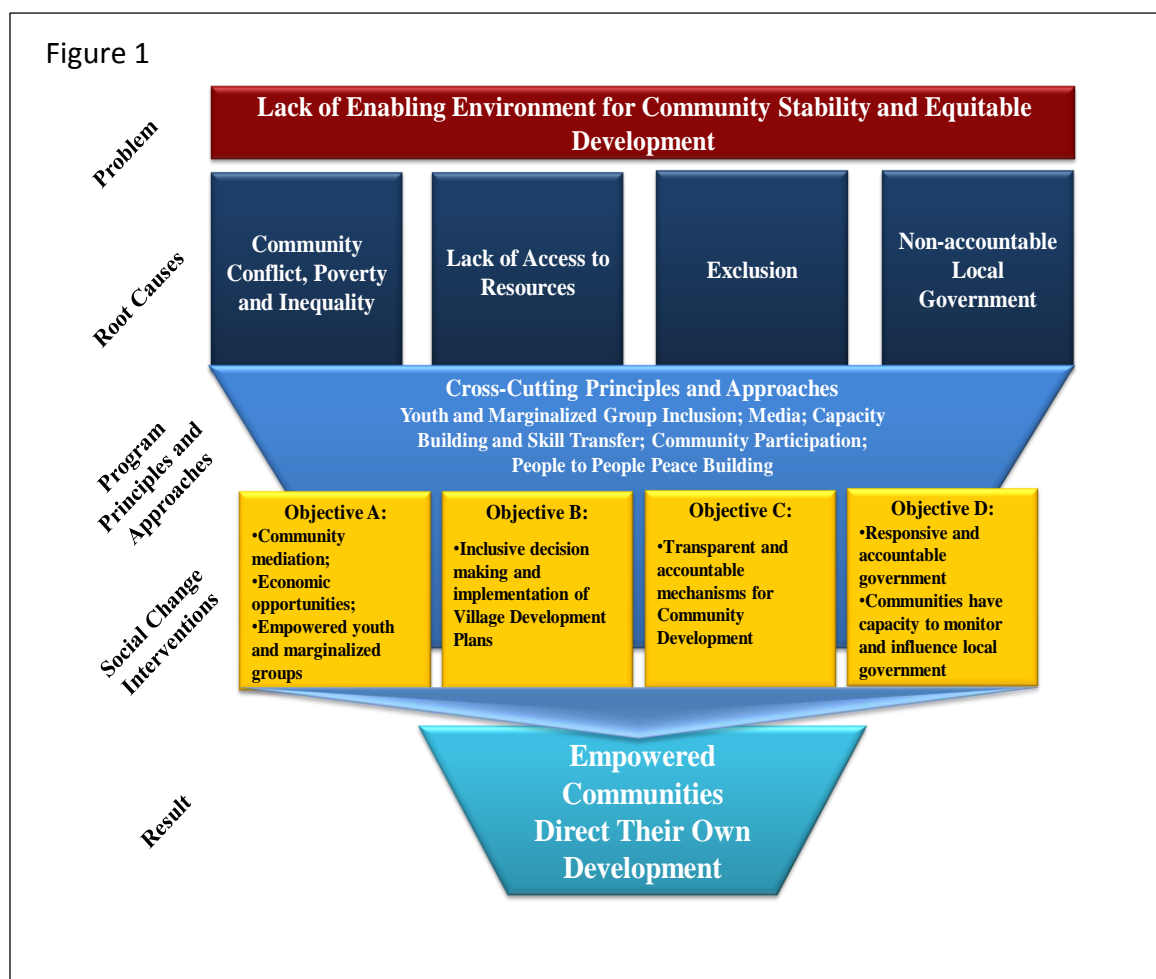 Figure 1
Problem
Lack of Enabling Environment for Community Stability and Equitable
Development
Root Causes
Community
Conflict, Poverty
and Inequality
Lack of Access to
Resources
Exclusion
Non-accountable
Local
Government
Program
Principles and
Approaches
Cross-Cutting Principles and Approaches
Youth and Marginalized Group Inclusion; Media; Capacity
Building and Skill Transfer; Community Participation;
People to People Peace Building
Social Change
Interventions
Objective A:
•Community
mediation;
•Economic
opportunities;
•Empowered youth
and marginalized
groups
Objective B:
•Inclusive decision
making and
implementation of
Village Development
Plans
Objective C:
•Transparent and
accountable
mechanisms for
Community
Development
Objective D:
•Responsive and
accountable
government
•Communities have
capacity to monitor
and influence local
government
Result
Empowered
Communities
Direct Their Own
Development